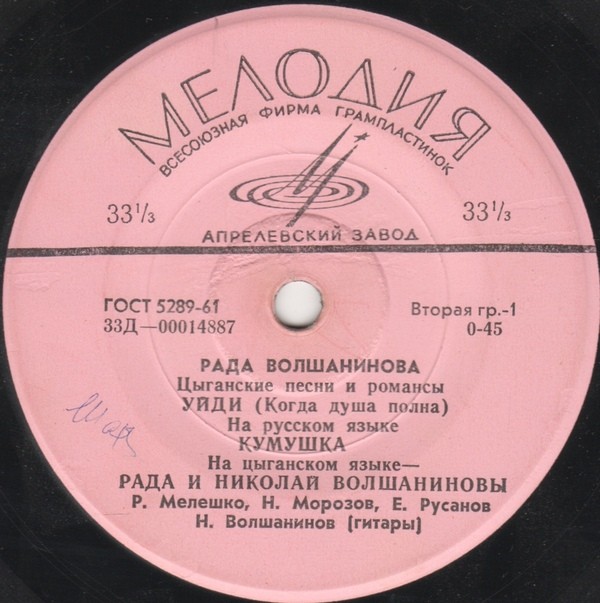 МЕЛОДИЯ
ВСЕСОЮЗНАЯ ФИРМА ГРАМПЛАСТИНОК
33⅓ 33⅓
АПРЕЛЕВСКИЙ ЗАВОД
ГОСТ 5289-61 Вторая гр.-1
33Д—00014887 0-45
РАДА ВОЛШАНИНОВА
Цыганские песни и романсы
УЙДИ (Когда душа полна)
На русском языке
КУМУШКА
На цыганском языке—
РАДА И НИКОЛАЙ ВОЛШАНИНОВЫ
Р. Мелешко, Н. Морозов, Е. Русанов
Н. Волшанинов (гитары)